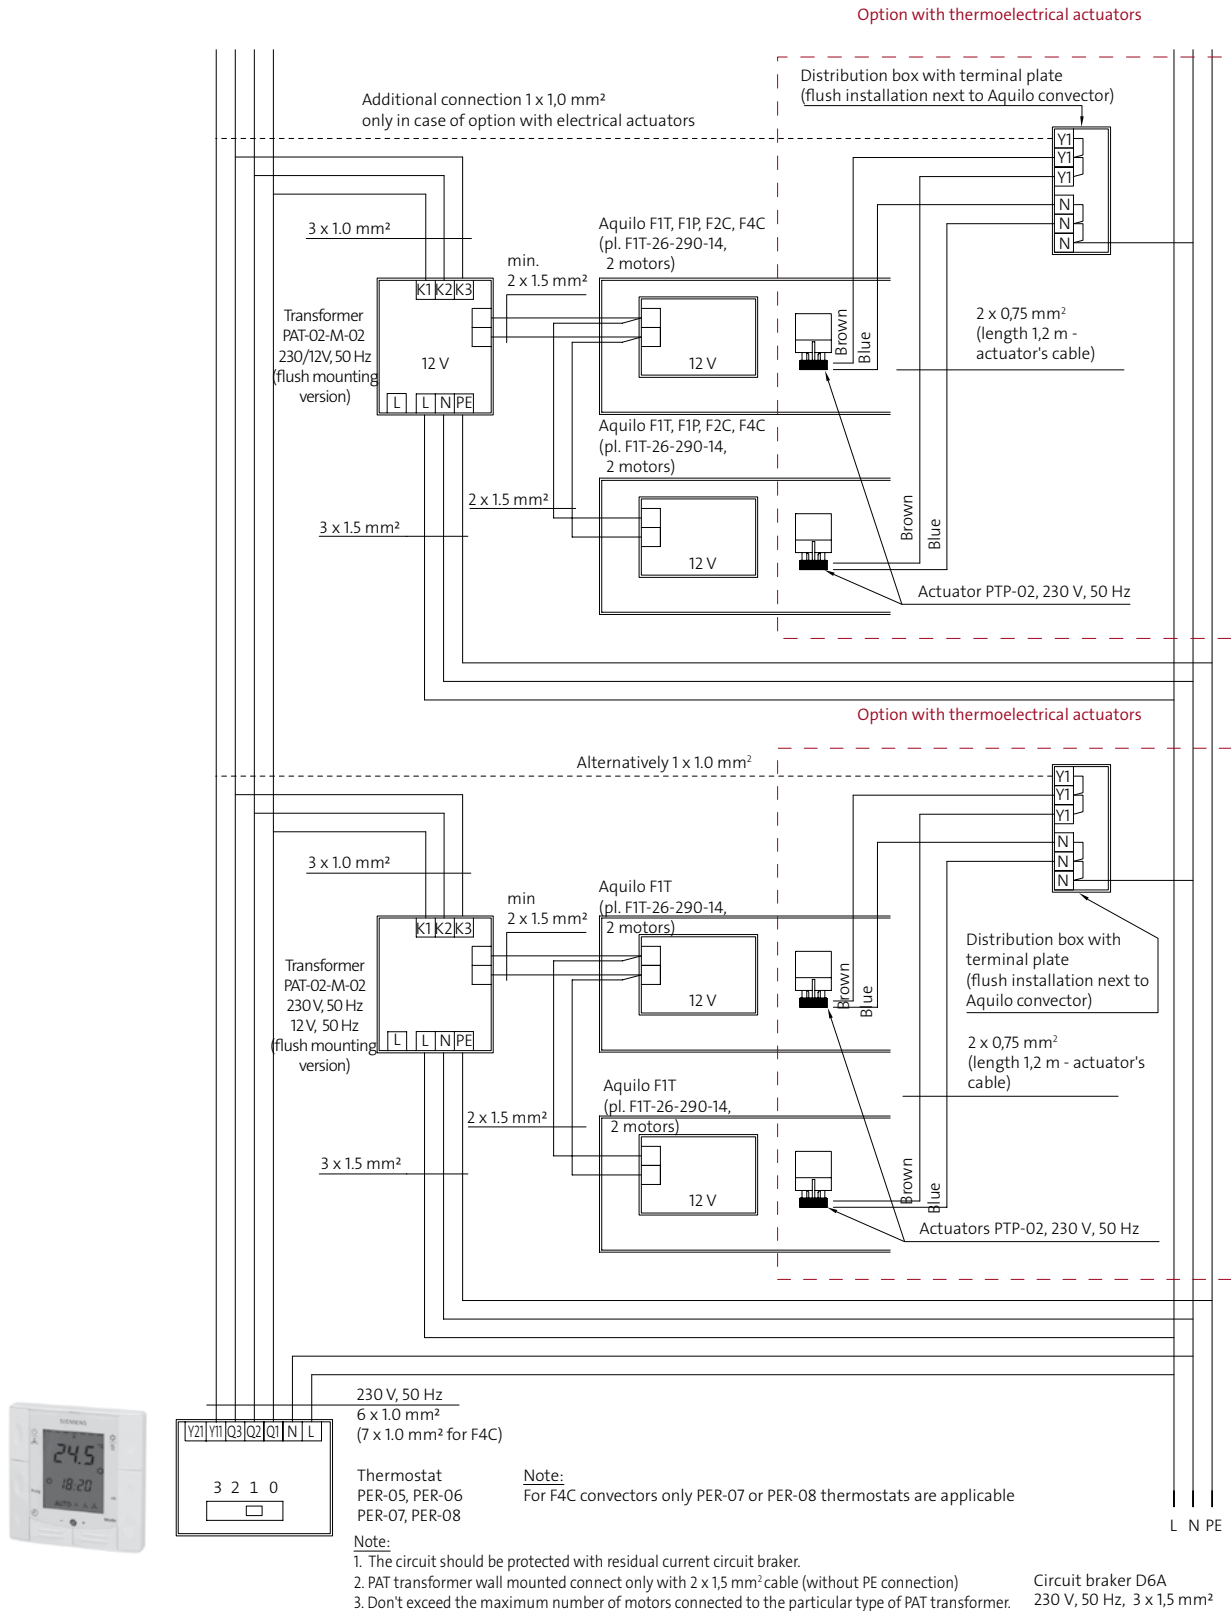 Option with thermoelectrical actuators
Distribution box with terminal plate
(flush installation next to Aquilo convector)
Additional connection 1 x 1,0 mm²
only in case of option with electrical actuators
Y1
Y1
Y1
N
N
N
3 x 1.0 mm²
Aquilo F1T, F1P, F2C, F4C
(pl. F1T-26-290-14,
2 motors)
min.
2 x 1.5 mm²
K1 K2 K3
Transformer
PAT-02-M-02
230/12V, 50 Hz
(flush mounting
version)
12 V
L L N PE
12 V
Brown
Blue
2 x 0,75 mm²
(length 1,2 m -
actuator's cable)
Aquilo F1T, F1P, F2C, F4C
(pl. F1T-26-290-14,
2 motors)
2 x 1.5 mm²
3 x 1.5 mm²
12 V
Brown
Blue
Actuator PTP-02, 230 V, 50 Hz
Option with thermoelectrical actuators
Alternatively 1 x 1.0 mm²
Y1
Y1
Y1
N
N
N
3 x 1.0 mm²
Aquilo F1T
(pl. F1T-26-290-14,
2 motors)
min
2 x 1.5 mm²
K1 K2 K3
Transformer
PAT-02-M-02
230 V, 50 Hz
12 V, 50 Hz
(flush mounting
version)
L L N PE
12 V
Brown
Blue
Distribution box with
terminal plate
(flush installation next to
Aquilo convector)
2 x 0,75 mm²
(length 1,2 m - actuator's
cable)
Aquilo F1T
(pl. F1T-26-290-14,
2 motors)
2 x 1.5 mm²
3 x 1.5 mm²
12 V
Brown
Blue
Actuators PTP-02, 230 V, 50 Hz
230 V, 50 Hz
6 x 1.0 mm²
(7 x 1.0 mm² for F4C)
Y21 Y11 Q3 Q2 Q1 N L
3 2 1 0
SIEMENS
24.5
18:20
AUTO
Thermostat
PER-05, PER-06
PER-07, PER-08
Note:
For F4C convectors only PER-07 or PER-08 thermostats are applicable
L N PE
Note:
1. The circuit should be protected with residual current circuit braker.
2. PAT transformer wall mounted connect only with 2 x 1,5 mm² cable (without PE connection)
3. Don't exceed the maximum number of motors connected to the particular type of PAT transformer.
Circuit braker D6A
230 V, 50 Hz, 3 x 1,5 mm²